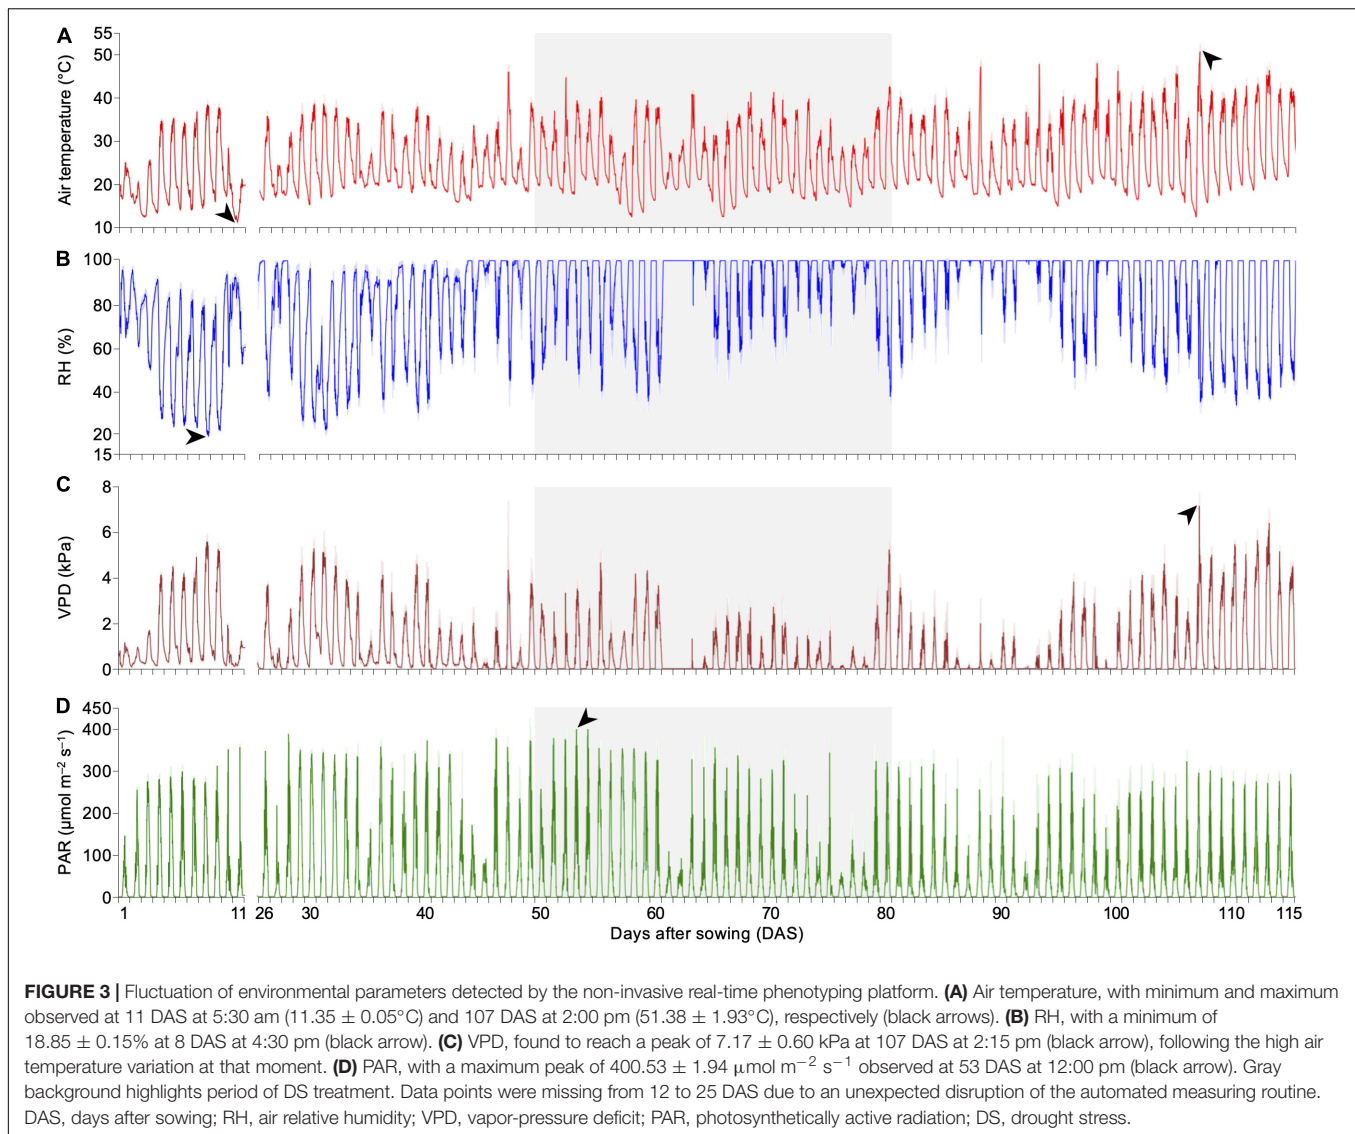 A
55
50
40
30
20
10
Air temperature (°C)
B
100
80
60
40
20
15
RH (%)
C
8
6
4
2
0
VPD (kPa)
D
450
400
300
200
100
0
PAR (µmol m⁻² s⁻¹)
1 11 26 30 40 50 60 70 80 90 100 110 115
Days after sowing (DAS)
FIGURE 3 | Fluctuation of environmental parameters detected by the non-invasive real-time phenotyping platform. (A) Air temperature, with minimum and maximum
observed at 11 DAS at 5:30 am (11.35 ± 0.05°C) and 107 DAS at 2:00 pm (51.38 ± 1.93°C), respectively (black arrows). (B) RH, with a minimum of
18.85 ± 0.15% at 8 DAS at 4:30 pm (black arrow). (C) VPD, found to reach a peak of 7.17 ± 0.60 kPa at 107 DAS at 2:15 pm (black arrow), following the high air
temperature variation at that moment. (D) PAR, with a maximum peak of 400.53 ± 1.94 µmol m⁻² s⁻¹ observed at 53 DAS at 12:00 pm (black arrow). Gray
background highlights period of DS treatment. Data points were missing from 12 to 25 DAS due to an unexpected disruption of the automated measuring routine.
DAS, days after sowing; RH, air relative humidity; VPD, vapor-pressure deficit; PAR, photosynthetically active radiation; DS, drought stress.